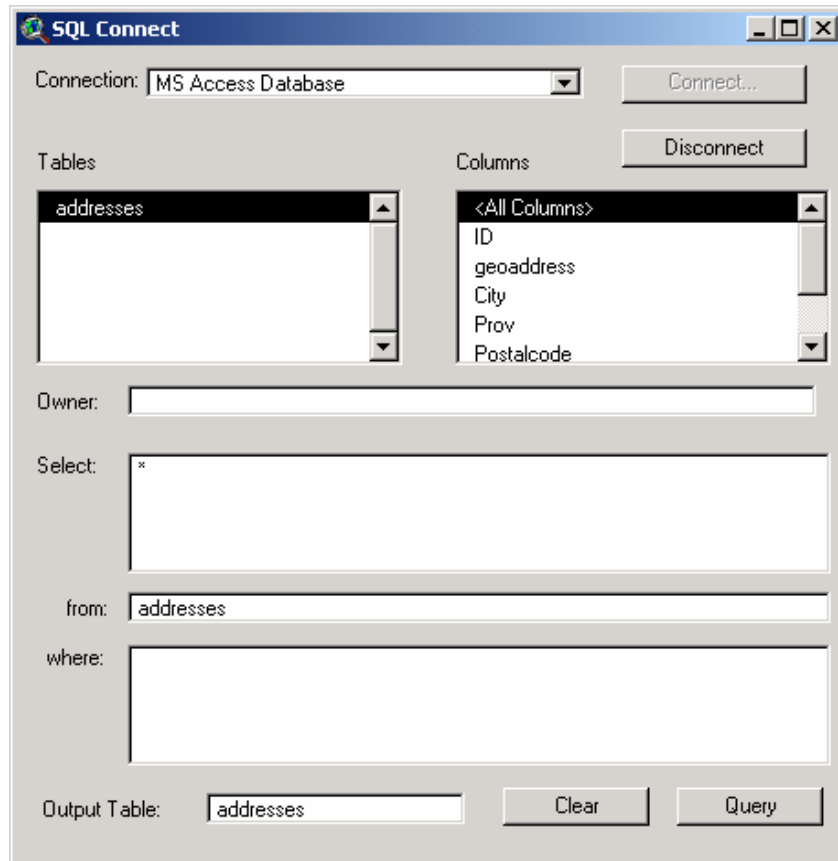 SQL Connect
Connection: MS Access Database Connect...
Disconnect
Tables Columns
addresses <All Columns>
ID
geoaddress
City
Prov
Postalcode
Owner:
Select: *
from: addresses
where:
Output Table: addresses Clear Query